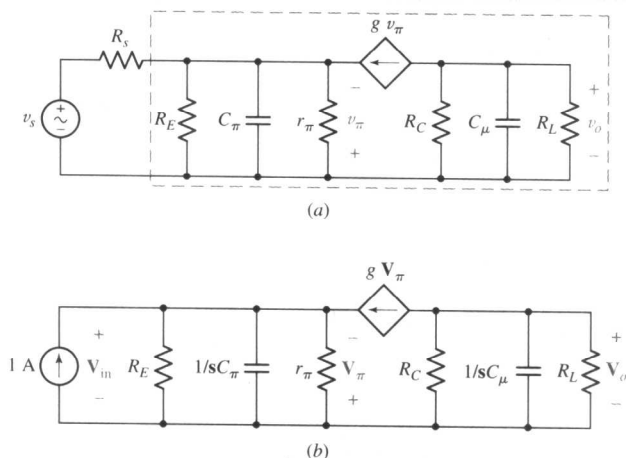 g vπ
Rs
+
~
−
vs
RE
Cπ
rπ
−
vπ
+
RC
Cμ
RL
+
vo
−
(a)
g Vπ
1 A
+
Vin
−
RE
1/sCπ
rπ
−
Vπ
+
RC
1/sCμ
RL
+
Vo
−
(b)